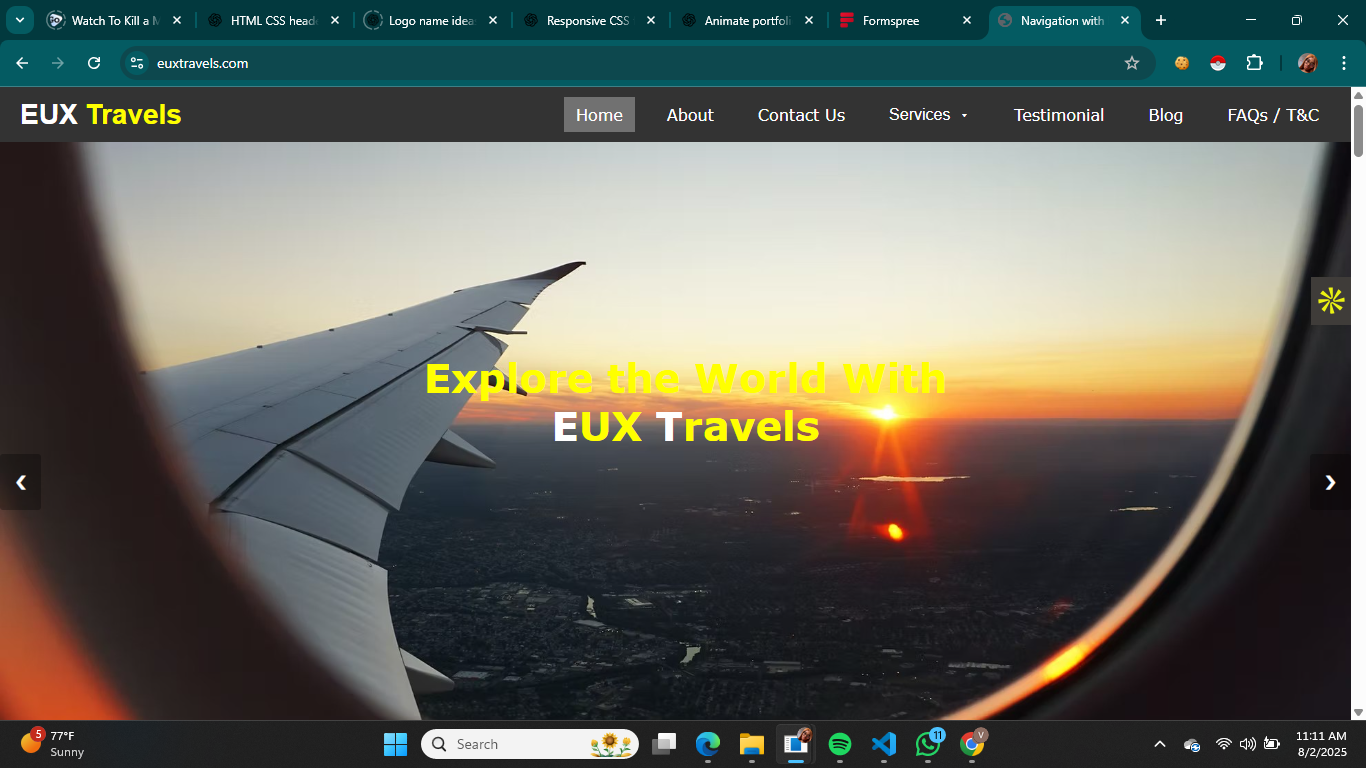 Watch To Kill a M
HTML CSS heade
Logo name idea
Responsive CSS
Animate portfoli
Formspree
Navigation with
euxtravels.com
EUX Travels
Home
About
Contact Us
Services
Testimonial
Blog
FAQs / T&C
Explore the World With
EUX Travels
❮
❯
5
77°F
Sunny
Search
11
V
11:11 AM
8/2/2025